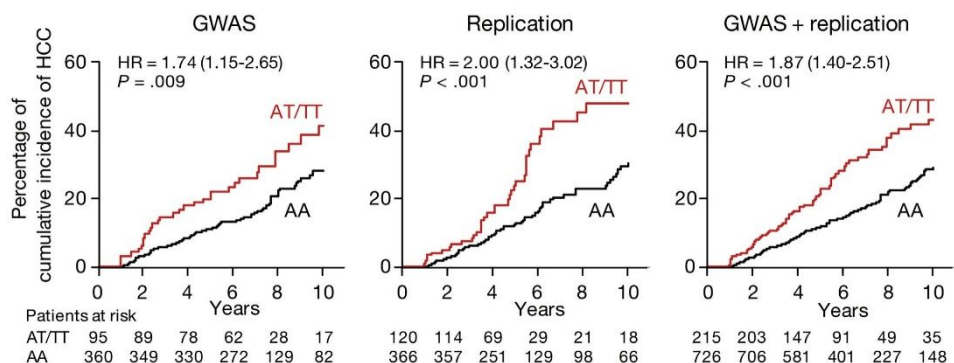 GWAS
Replication
GWAS + replication
Percentage of
cumulative incidence of HCC
60
40
20
0
HR = 1.74 (1.15-2.65)
P = .009
AT/TT
AA
0 2 4 6 8 10
Years
60
40
20
0
HR = 2.00 (1.32-3.02)
P < .001
AT/TT
AA
0 2 4 6 8 10
Years
60
40
20
0
HR = 1.87 (1.40-2.51)
P < .001
AT/TT
AA
0 2 4 6 8 10
Years
Patients at risk
AT/TT 95 89 78 62 28 17 120 114 69 29 21 18 215 203 147 91 49 35
AA 360 349 330 272 129 82 366 357 251 129 98 66 726 706 581 401 227 148